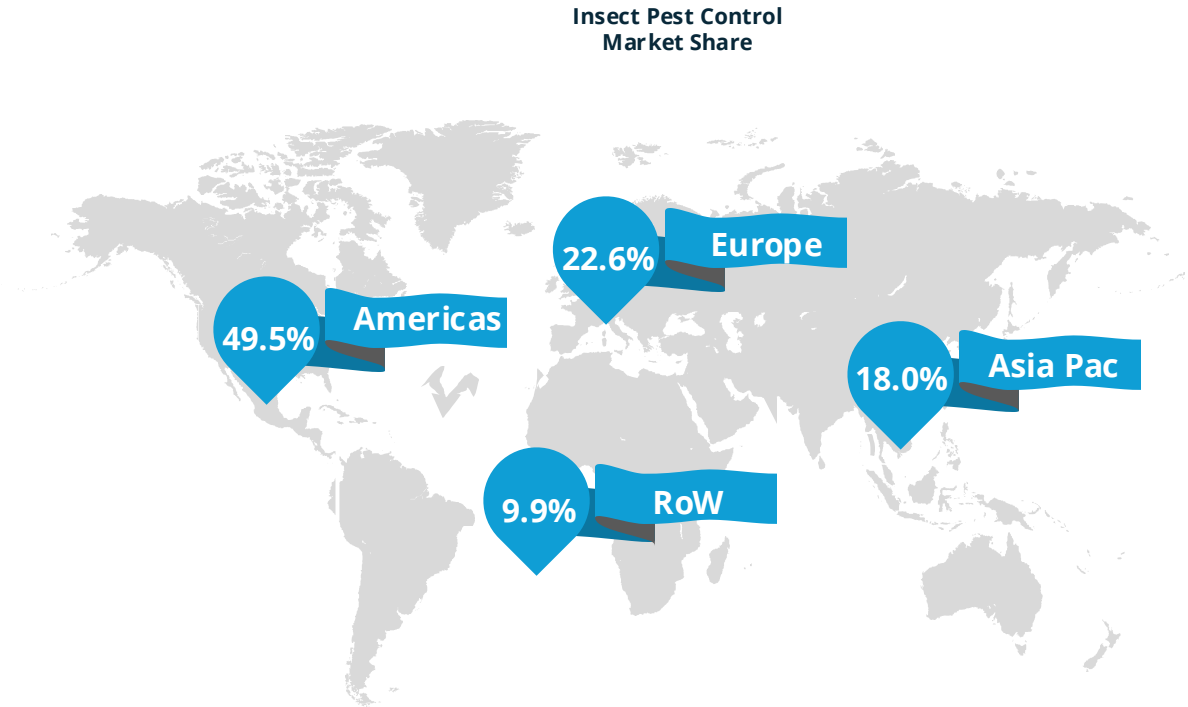 Insect Pest Control
Market Share
22.6%
Europe
49.5%
Americas
18.0%
Asia Pac
9.9%
RoW